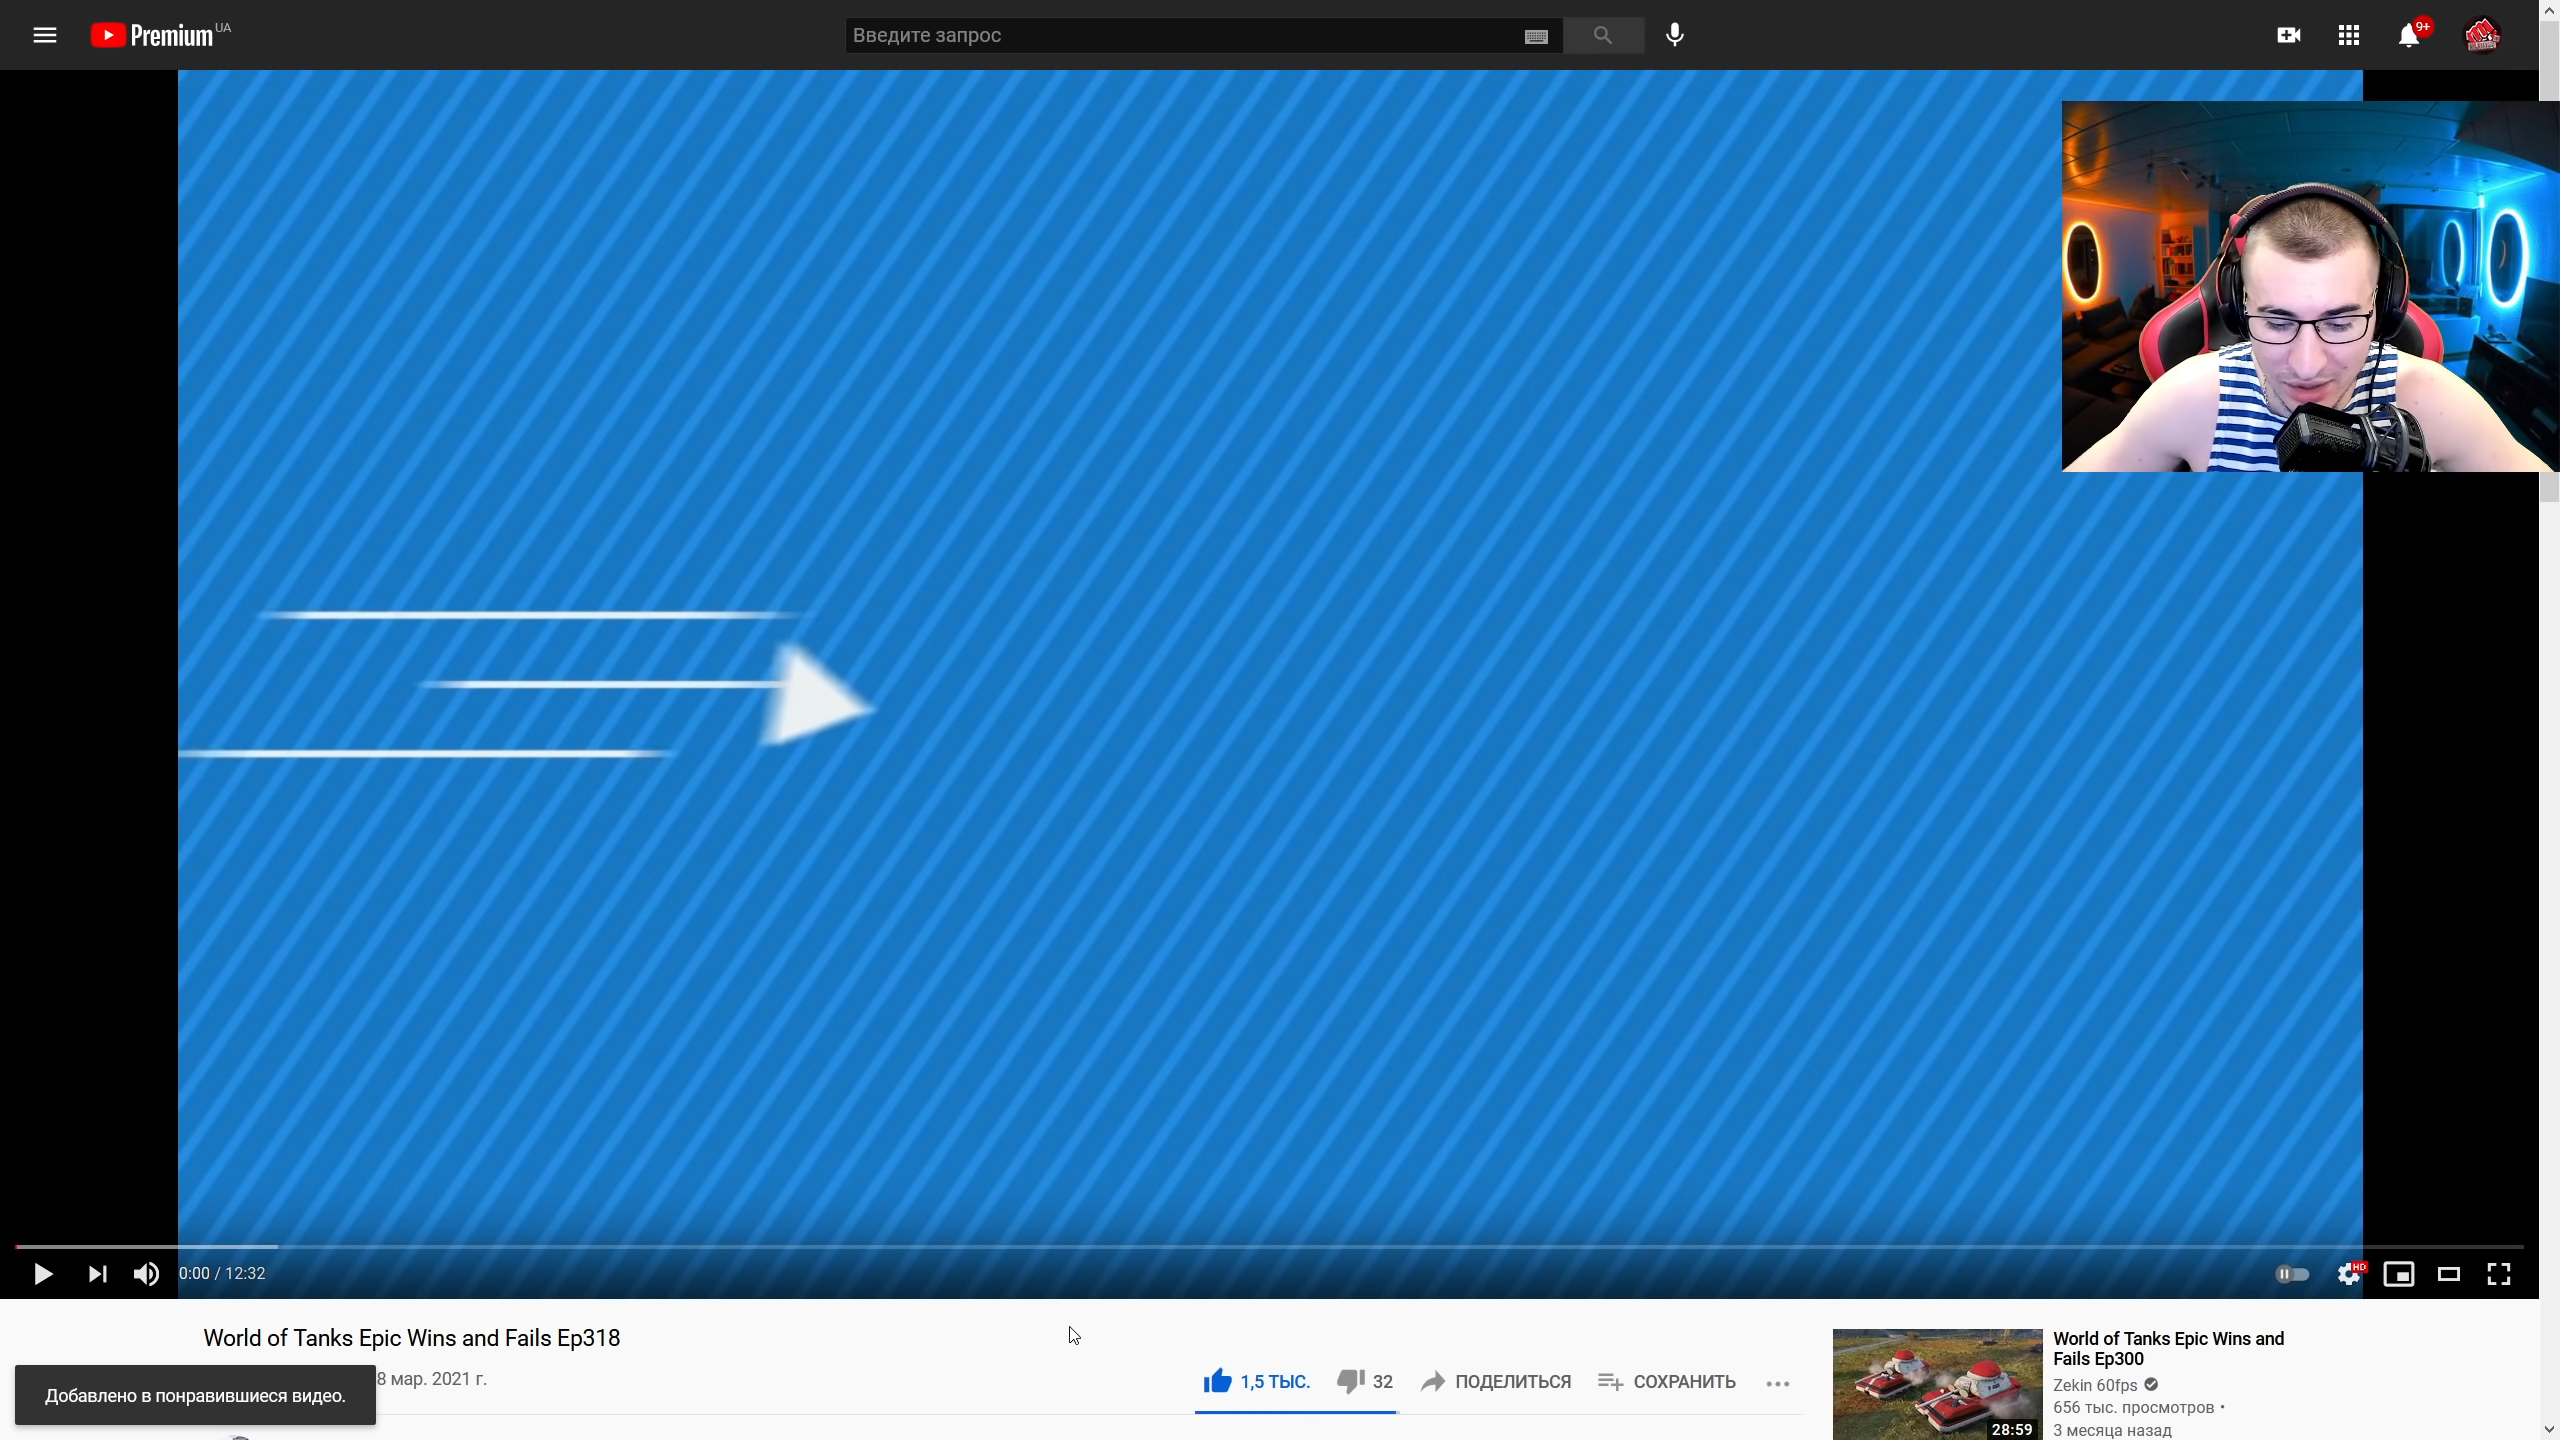 Premium UA
Введите запрос
9+
0:00 / 12:32
HD
World of Tanks Epic Wins and Fails Ep318
8 мар. 2021 г.
1,5 ТЫС.
32
ПОДЕЛИТЬСЯ
СОХРАНИТЬ
Добавлено в понравившиеся видео.
28:59
World of Tanks Epic Wins and
Fails Ep300
Zekin 60fps
656 тыс. просмотров •
3 месяца назад